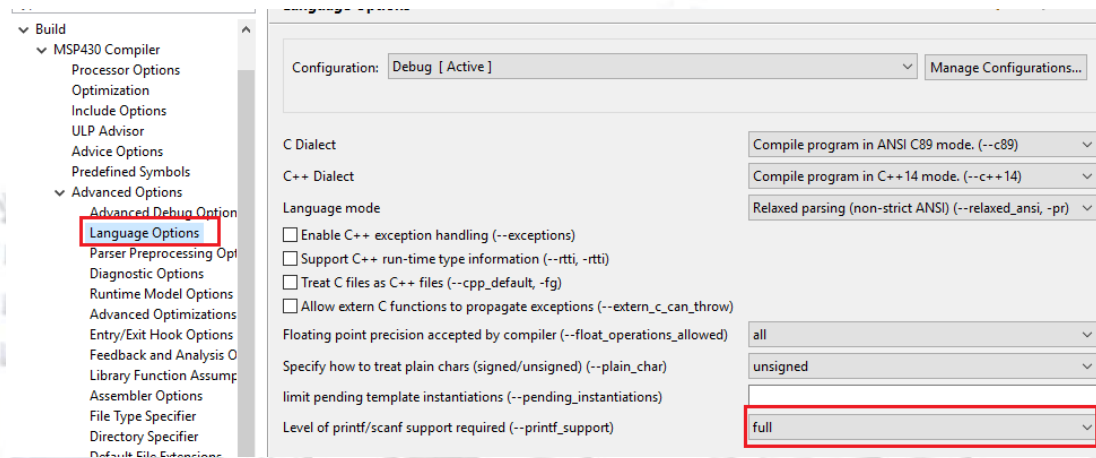 Language Options
Build
MSP430 Compiler
Processor Options
Optimization
Include Options
ULP Advisor
Advice Options
Predefined Symbols
Advanced Options
Advanced Debug Option
Language Options
Parser Preprocessing Opt
Diagnostic Options
Runtime Model Options
Advanced Optimizations
Entry/Exit Hook Options
Feedback and Analysis O
Library Function Assump
Assembler Options
File Type Specifier
Directory Specifier
Default File Extensions
Configuration: Debug [ Active ] Manage Configurations...
C Dialect Compile program in ANSI C89 mode. (--c89)
C++ Dialect Compile program in C++14 mode. (--c++14)
Language mode Relaxed parsing (non-strict ANSI) (--relaxed_ansi, -pr)
Enable C++ exception handling (--exceptions)
Support C++ run-time type information (--rtti, -rtti)
Treat C files as C++ files (--cpp_default, -fg)
Allow extern C functions to propagate exceptions (--extern_c_can_throw)
Floating point precision accepted by compiler (--float_operations_allowed) all
Specify how to treat plain chars (signed/unsigned) (--plain_char) unsigned
limit pending template instantiations (--pending_instantiations)
Level of printf/scanf support required (--printf_support) full